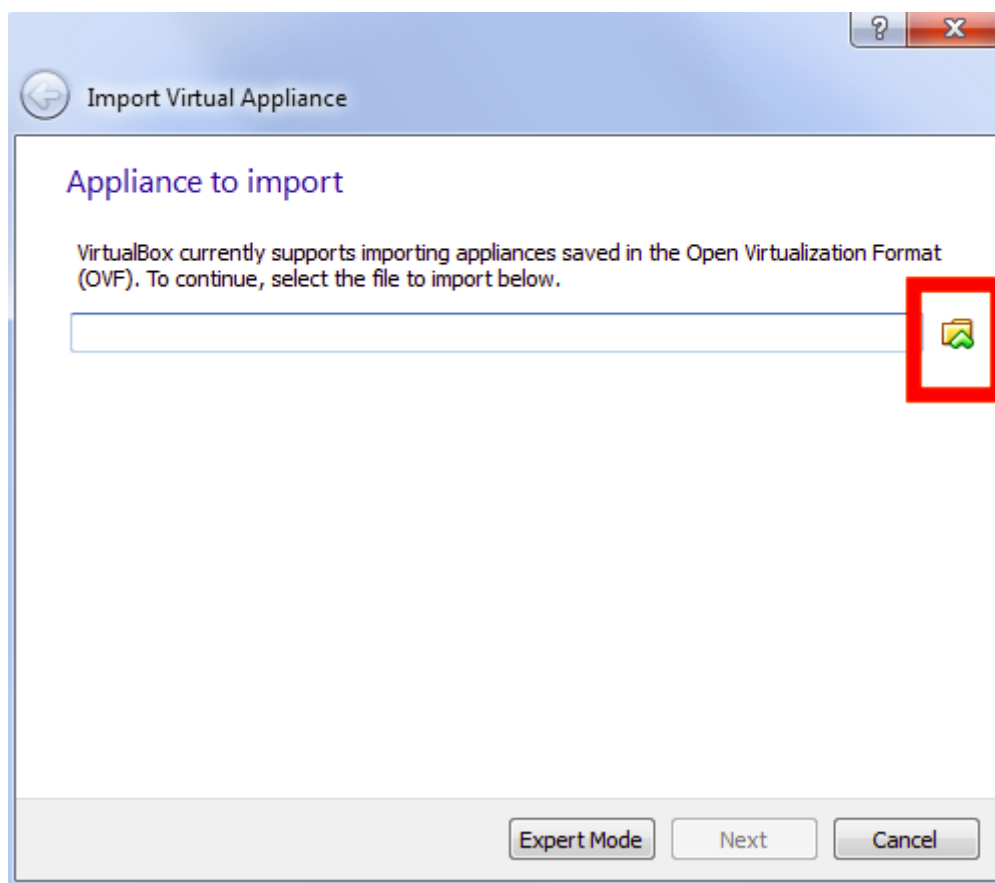 Import Virtual Appliance
Appliance to import
VirtualBox currently supports importing appliances saved in the Open Virtualization Format
(OVF). To continue, select the file to import below.
Expert Mode
Next
Cancel